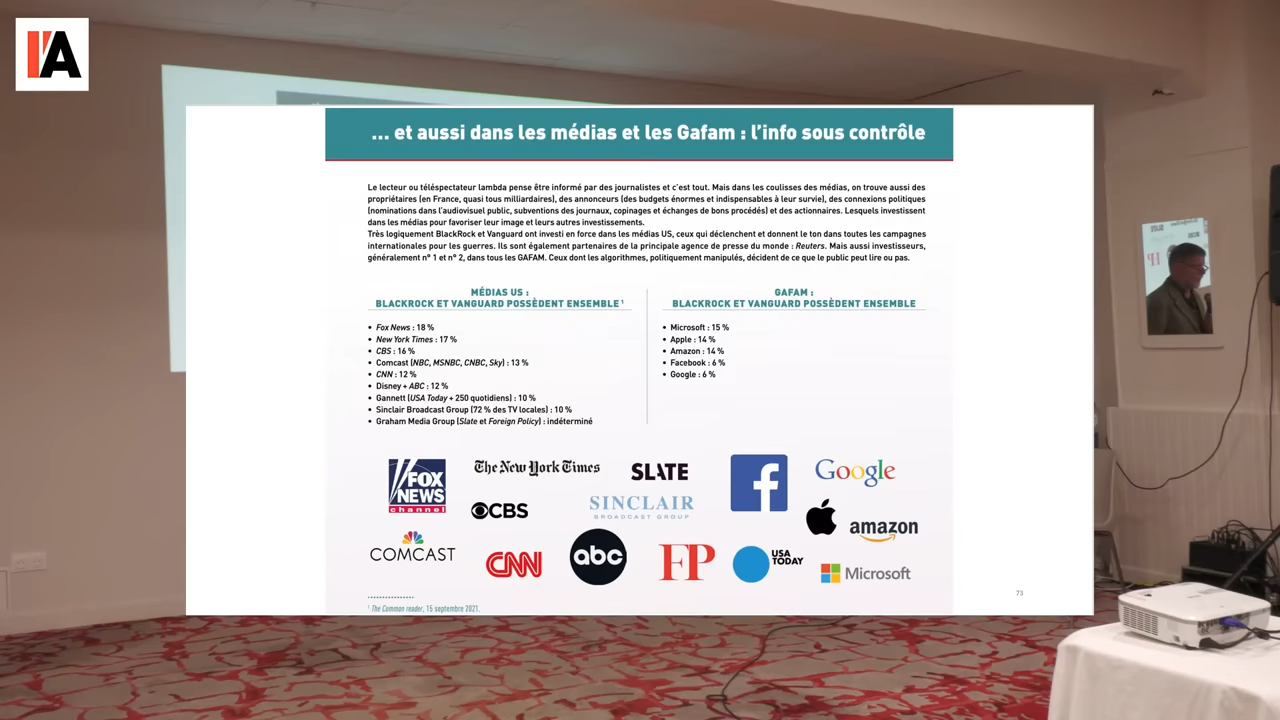 I'A
... et aussi dans les médias et les Gafam : l'info sous contrôle
Le lecteur ou téléspectateur lambda pense être informé par des journalistes et c'est tout. Mais dans les coulisses des médias, on trouve aussi des
propriétaires (en France, quasi tous milliardaires), des annonceurs (des budgets énormes et indispensables à leur survie), des connexions politiques
(nominations dans l'audiovisuel public, subventions des journaux, copinages et échanges de bons procédés) et des actionnaires. Lesquels investissent
dans les médias pour favoriser leur image et leurs autres investissements.
Très logiquement BlackRock et Vanguard ont investi en force dans les médias US, ceux qui déclenchent et donnent le ton dans toutes les campagnes
internationales pour les guerres. Ils sont également partenaires de la principale agence de presse du monde : Reuters. Mais aussi investisseurs,
généralement nº 1 et nº 2, dans tous les GAFAM. Ceux dont les algorithmes, politiquement manipulés, décident de ce que le public peut lire ou pas.
MÉDIAS US :
BLACKROCK ET VANGUARD POSSÈDENT ENSEMBLE ¹
• Fox News : 18 %
• New York Times : 17 %
• CBS : 16 %
• Comcast (NBC, MSNBC, CNBC, Sky) : 13 %
• CNN : 12 %
• Disney + ABC : 12 %
• Gannett (USA Today + 250 quotidiens) : 10 %
• Sinclair Broadcast Group (72 % des TV locales) : 10 %
• Graham Media Group (Slate et Foreign Policy) : indéterminé
GAFAM :
BLACKROCK ET VANGUARD POSSÈDENT ENSEMBLE
• Microsoft : 15 %
• Apple : 14 %
• Amazon : 14 %
• Facebook : 6 %
• Google : 6 %
FOX
NEWS
channel
The New York Times
SLATE
f
Google
CBS
SINCLAIR
BROADCAST GROUP
amazon
COMCAST
CNN
abc
FP
USA
TODAY
Microsoft
¹ The Common reader, 15 septembre 2021.
73